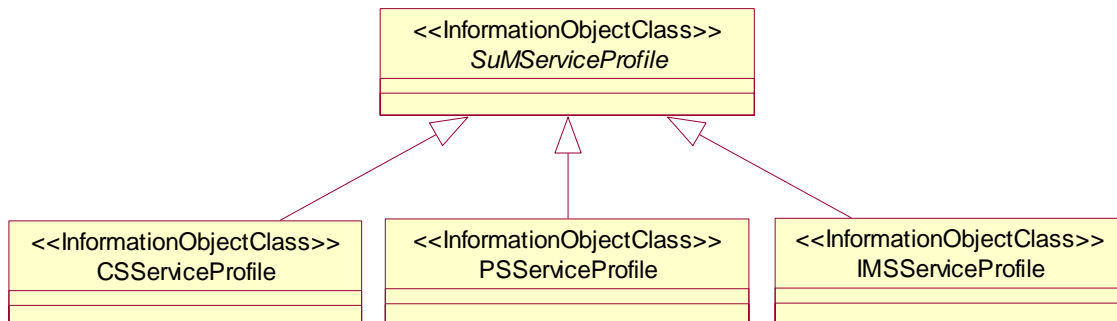 <<InformationObjectClass>>
SuMServiceProfile
<<InformationObjectClass>>
CSServiceProfile
<<InformationObjectClass>>
PSServiceProfile
<<InformationObjectClass>>
IMSServiceProfile